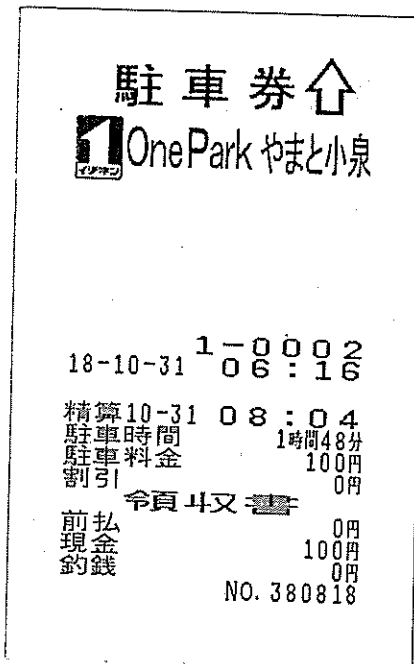 駐車券
1 OnePark やまと小泉
イチネン
1-0002
18-10-31 06:16
精算10-31 08:04
駐車時間 1時間48分
駐車料金 100円
割引 0円
領収書
前払 0円
現金 100円
釣銭 0円
NO.380818